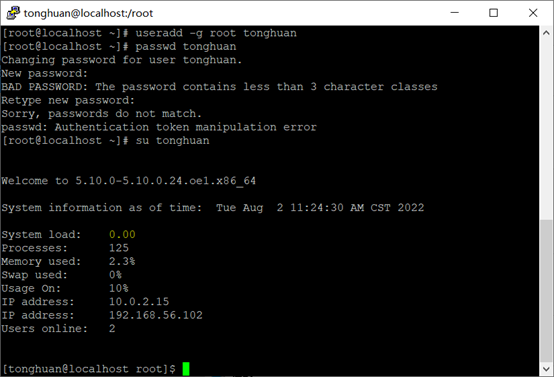 tonghuan@localhost:/root
[root@localhost ~]# useradd -g root tonghuan
[root@localhost ~]# passwd tonghuan
Changing password for user tonghuan.
New password:
BAD PASSWORD: The password contains less than 3 character classes
Retype new password:
Sorry, passwords do not match.
passwd: Authentication token manipulation error
[root@localhost ~]# su tonghuan
Welcome to 5.10.0-5.10.0.24.oe1.x86_64
System information as of time:  Tue Aug  2 11:24:30 AM CST 2022
System load:    0.00
Processes:      125
Memory used:    2.3%
Swap used:      0%
Usage On:       10%
IP address:     10.0.2.15
IP address:     192.168.56.102
Users online:   2
[tonghuan@localhost root]$